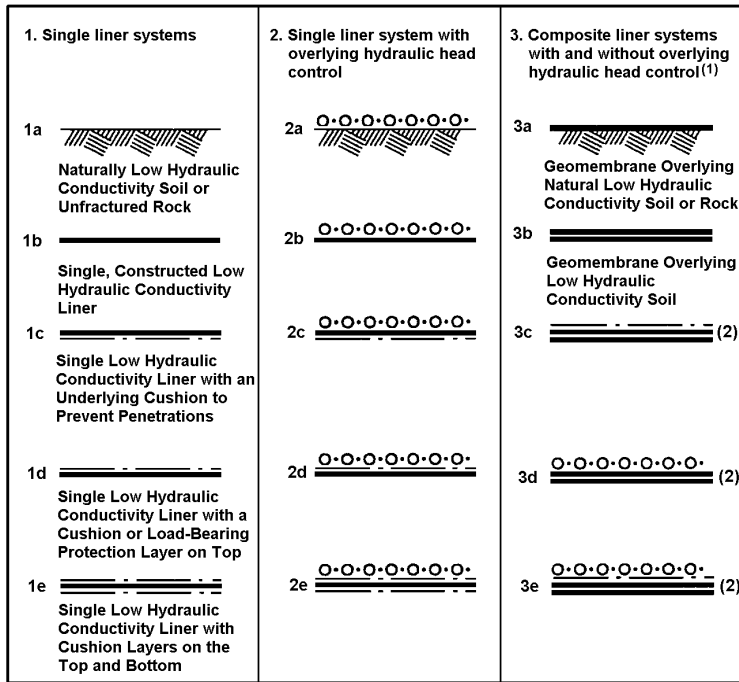 1. Single liner systems
1a
Naturally Low Hydraulic
Conductivity Soil or
Unfractured Rock
1b
Single, Constructed Low
Hydraulic Conductivity
Liner
1c
Single Low Hydraulic
Conductivity Liner with an
Underlying Cushion to
Prevent Penetrations
1d
Single Low Hydraulic
Conductivity Liner with a
Cushion or Load-Bearing
Protection Layer on Top
1e
Single Low Hydraulic
Conductivity Liner with
Cushion Layers on the
Top and Bottom
2. Single liner system with
overlying hydraulic head
control
2a
2b
2c
2d
2e
3. Composite liner systems
with and without overlying
hydraulic head control(1)
3a
Geomembrane Overlying
Natural Low Hydraulic
Conductivity Soil or Rock
3b
Geomembrane Overlying
Low Hydraulic
Conductivity Soil
3c (2)
3d (2)
3e (2)